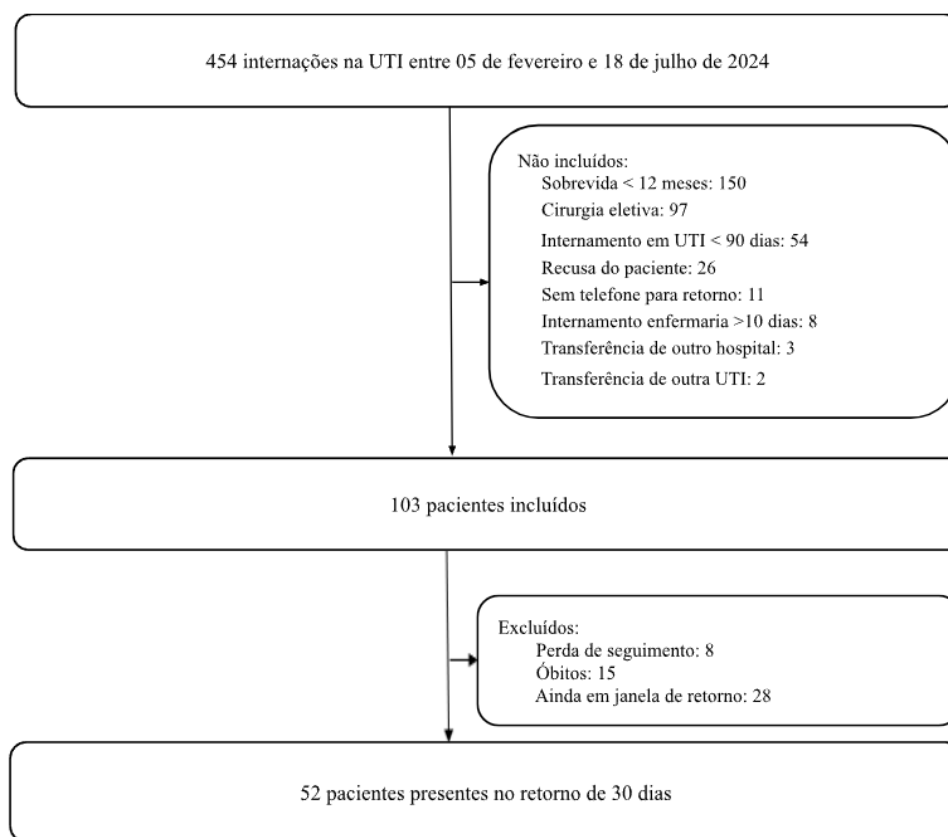 454 internações na UTI entre 05 de fevereiro e 18 de julho de 2024
Não incluídos:
Sobrevida < 12 meses: 150
Cirurgia eletiva: 97
Internamento em UTI < 90 dias: 54
Recusa do paciente: 26
Sem telefone para retorno: 11
Internamento enfermaria >10 dias: 8
Transferência de outro hospital: 3
Transferência de outra UTI: 2
103 pacientes incluídos
Excluídos:
Perda de seguimento: 8
Óbitos: 15
Ainda em janela de retorno: 28
52 pacientes presentes no retorno de 30 dias